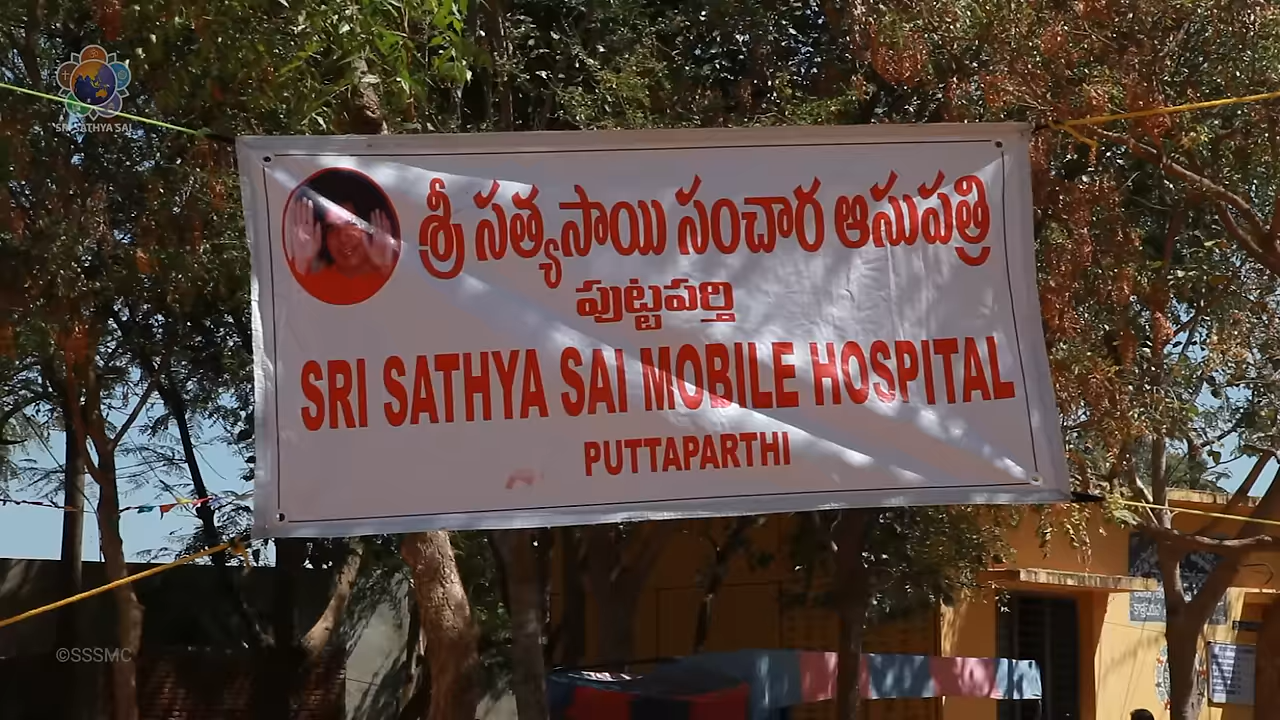 SRI SATHYA SAI
శ్రీ సత్యసాయి సంచార ఆసుపత్రి
పుట్టపర్తి
SRI SATHYA SAI MOBILE HOSPITAL
PUTTAPARTHI
©SSSMC